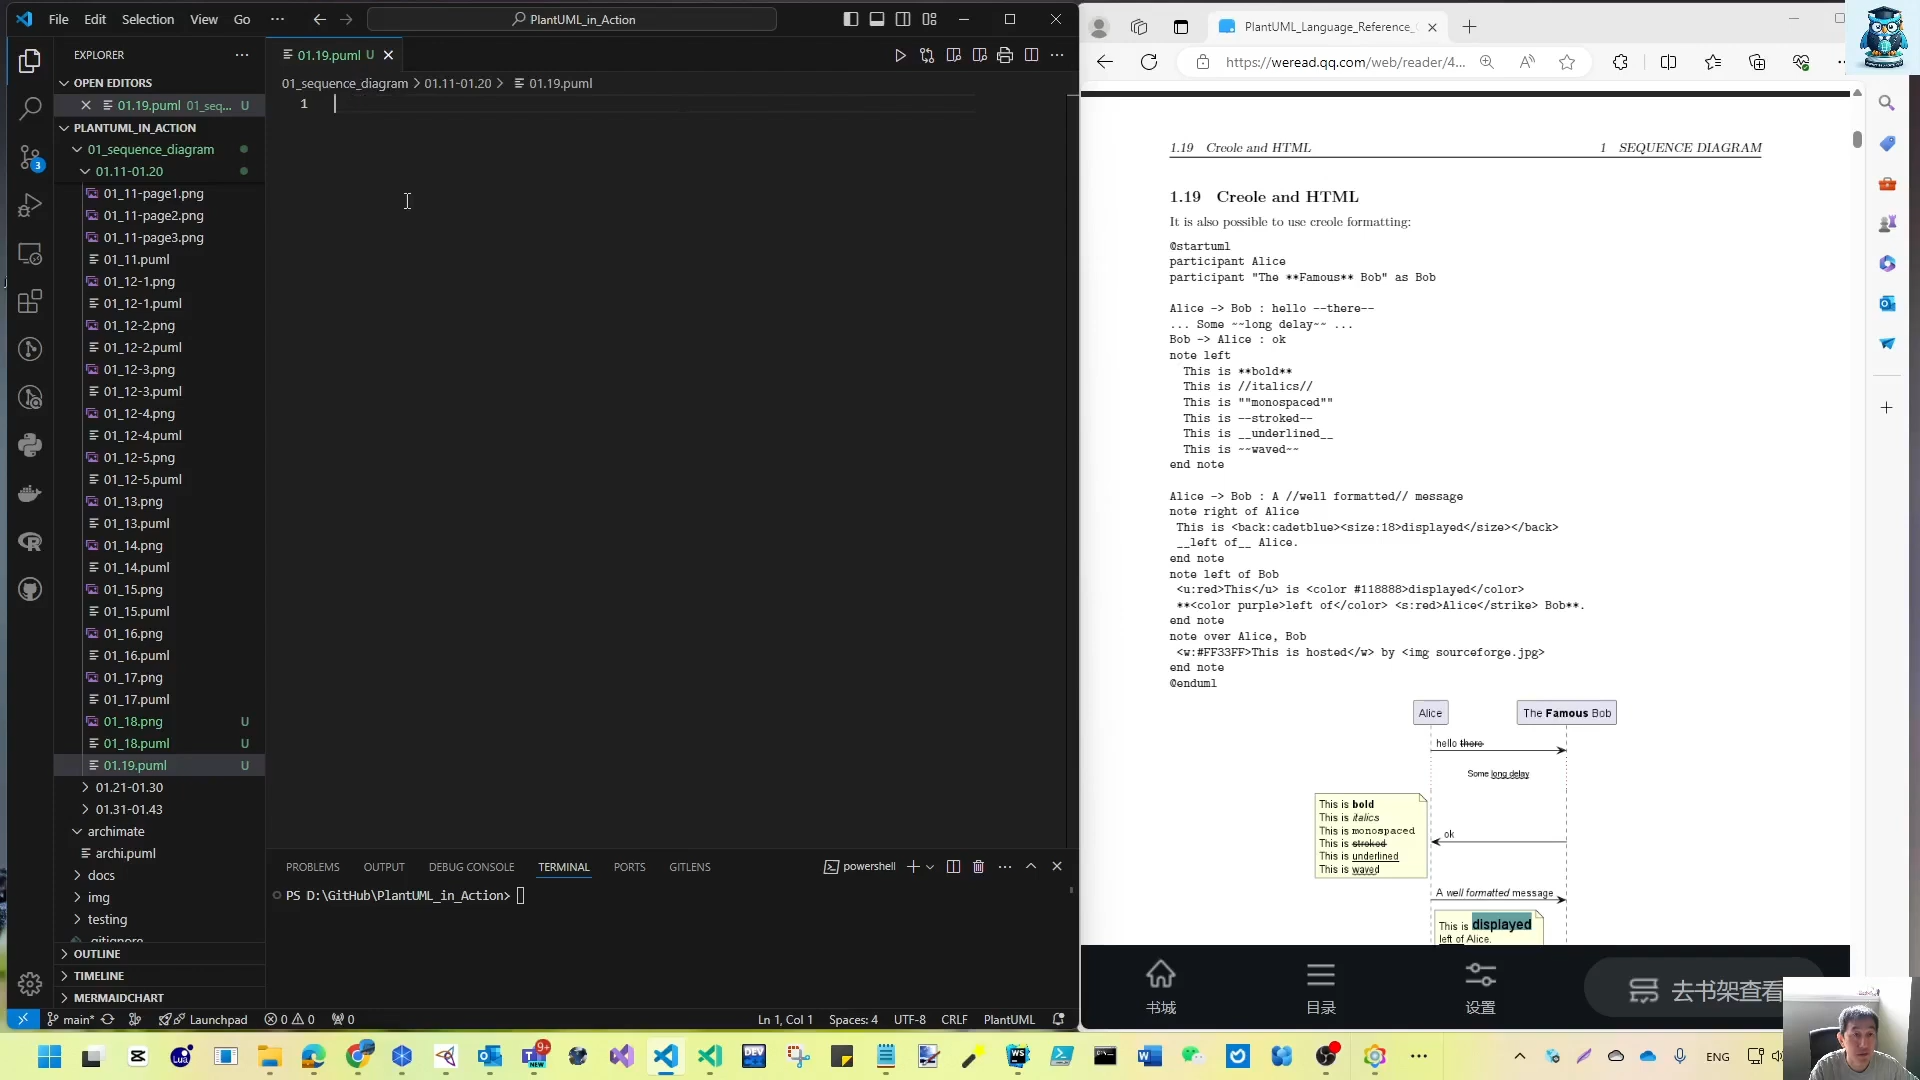 File Edit Selection View Go
PlantUML_in_Action
EXPLORER
OPEN EDITORS
01.19.puml 01_seq... U
PLANTUML_IN_ACTION
01_sequence_diagram
01.11-01.20
01_11-page1.png
01_11-page2.png
01_11-page3.png
01_11.puml
01_12-1.png
01_12-1.puml
01_12-2.png
01_12-2.puml
01_12-3.png
01_12-3.puml
01_12-4.png
01_12-4.puml
01_12-5.png
01_12-5.puml
01_13.png
01_13.puml
01_14.png
01_14.puml
01_15.png
01_15.puml
01_16.png
01_16.puml
01_17.png
01_17.puml
01_18.png U
01_18.puml U
01.19.puml U
01.21-01.30
01.31-01.43
archimate
archi.puml
docs
img
testing
.gitignore
OUTLINE
TIMELINE
MERMAIDCHART
3
01.19.puml U
01_sequence_diagram > 01.11-01.20 > 01.19.puml
1
PROBLEMS OUTPUT DEBUG CONSOLE TERMINAL PORTS GITLENS
powershell
PS D:\GitHub\PlantUML_in_Action>
main* Launchpad 0 0 0
Ln 1, Col 1 Spaces: 4 UTF-8 CRLF PlantUML
PlantUML_Language_Reference_
https://weread.qq.com/web/reader/4...
1.19 Creole and HTML 1 SEQUENCE DIAGRAM
1.19 Creole and HTML
It is also possible to use creole formatting:
@startuml
participant Alice
participant "The **Famous** Bob" as Bob
Alice -> Bob : hello --there--
... Some ~~long delay~~ ...
Bob -> Alice : ok
note left
This is **bold**
This is //italics//
This is ""monospaced""
This is --stroked--
This is __underlined__
This is ~~waved~~
end note
Alice -> Bob : A //well formatted// message
note right of Alice
This is <back:cadetblue><size:18>displayed</size></back>
__left of__ Alice.
end note
note left of Bob
<u:red>This</u> is <color #118888>displayed</color>
**<color purple>left of</color> <s:red>Alice</strike> Bob**.
end note
note over Alice, Bob
<w:#FF33FF>This is hosted</w> by <img sourceforge.jpg>
end note
@enduml
Alice The Famous Bob
hello there
Some long delay
This is bold
This is italics
This is monospaced
This is stroked
This is underlined
This is waved
ok
A well formatted message
This is displayed
left of Alice.
书城 目录 设置 去书架查看
9+
NEW
DEV
WS
ENG